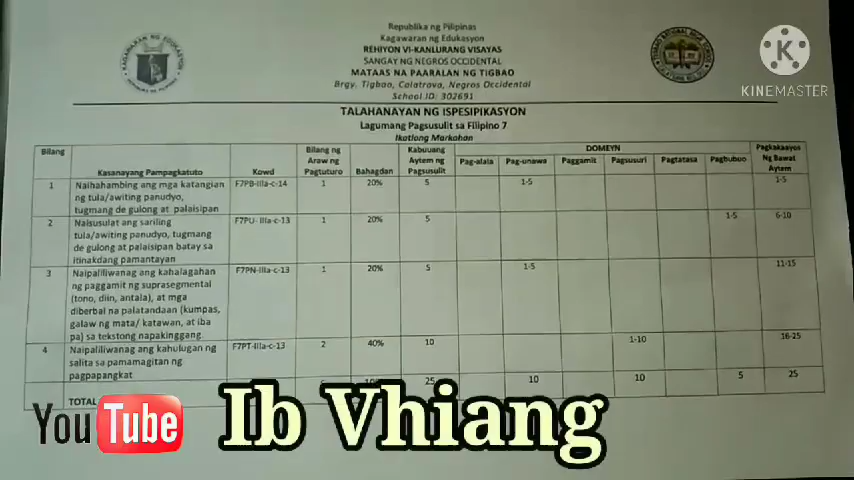 Republika ng Pilipinas
Kagawaran ng Edukasyon
REHIYON VI-KANLURANG VISAYAS
SANGAY NG NEGROS OCCIDENTAL
MATAAS NA PAARALAN NG TIGBAO
Brgy. Tigbao, Calatrava, Negros Occidental
School ID: 302691
KINEMASTER
TALAHANAYAN NG ISPESIPIKASYON
Lagumang Pagsusulit sa Filipino 7
Ikatlong Markahan
Bilang
Kasanayang Pampagkatuto
Kowd
Bilang ng
Araw ng
Pagtuturo
Bahagdan
Kabuuang
Aytem ng
Pagsusulit
DOMEYN
Pag-alala
Pag-unawa
Paggamit
Pagsusuri
Pagtatasa
Pagbubuo
Pagkakaayos
Ng Bawat
Aytem
1
Naihahambing ang mga katangian
ng tula/awiting panudyo,
tugmang de gulong at palaisipan
F7PB-IIIa-c-14
1
20%
5
1-5
1-5
2
Naisusulat ang sariling
tula/awiting panudyo, tugmang
de gulong at palaisipan batay sa
itinakdang pamantayan
F7PU- IIIa-c-13
1
20%
5
1-5
6-10
3
Naipaliliwanag ang kahalagahan
ng paggamit ng suprasegmental
(tono, diin, antala), at mga
diberbal na palatandaan (kumpas,
galaw ng mata/ katawan, at iba
pa) sa tekstong napakinggang
F7PN-IIIa-c-13
1
20%
5
1-5
11-15
4
Naipaliliwanag ang kahulugan ng
salita sa pamamagitan ng
pagpapangkat
F7PT-IIIa-c-13
2
40%
10
1-10
16-25
TOTAL
25
10
10
5
25
YouTube
Ib Vhiang